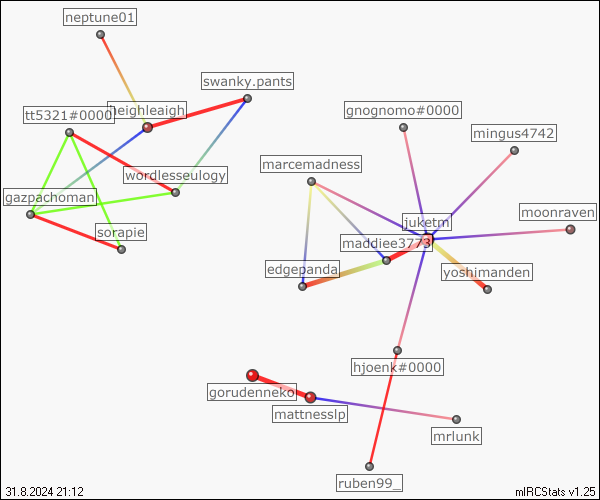 neptune01
swanky.pants
tt5321#0000
heighleaigh
gnognomo#0000
mingus4742
marcemadness
wordlesseulogy
gazpachoman
moonraven
juketm
sorapie
maddiee3773
edgepanda
yoshimanden
hjoenk#0000
gorudenneko
mattnesslp
mrlunk
ruben99_
31.8.2024 21:12
mIRCStats v1.25